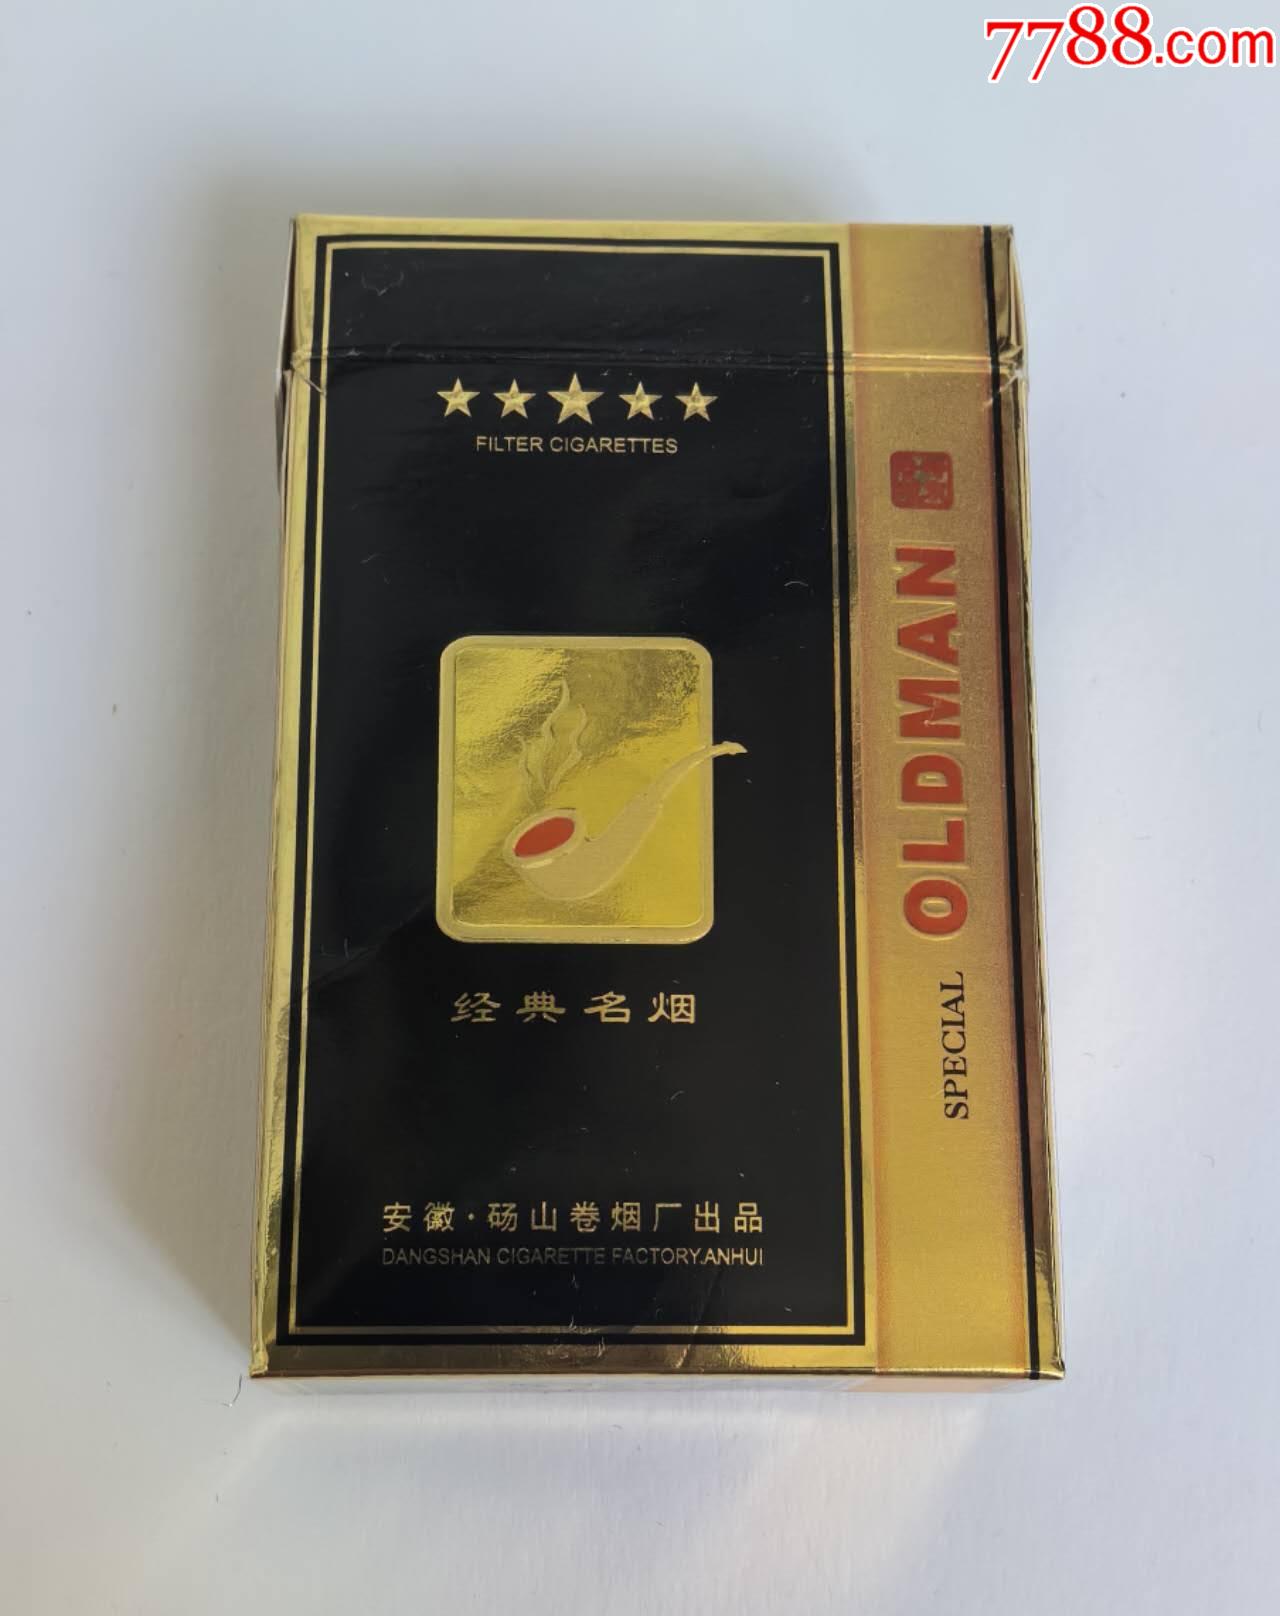 7788.com
FILTER CIGARETTES
经典名烟
安徽·砀山卷烟厂出品
DANGSHAN CIGARETTE FACTORY.ANHUI
SPECIAL OLDMAN